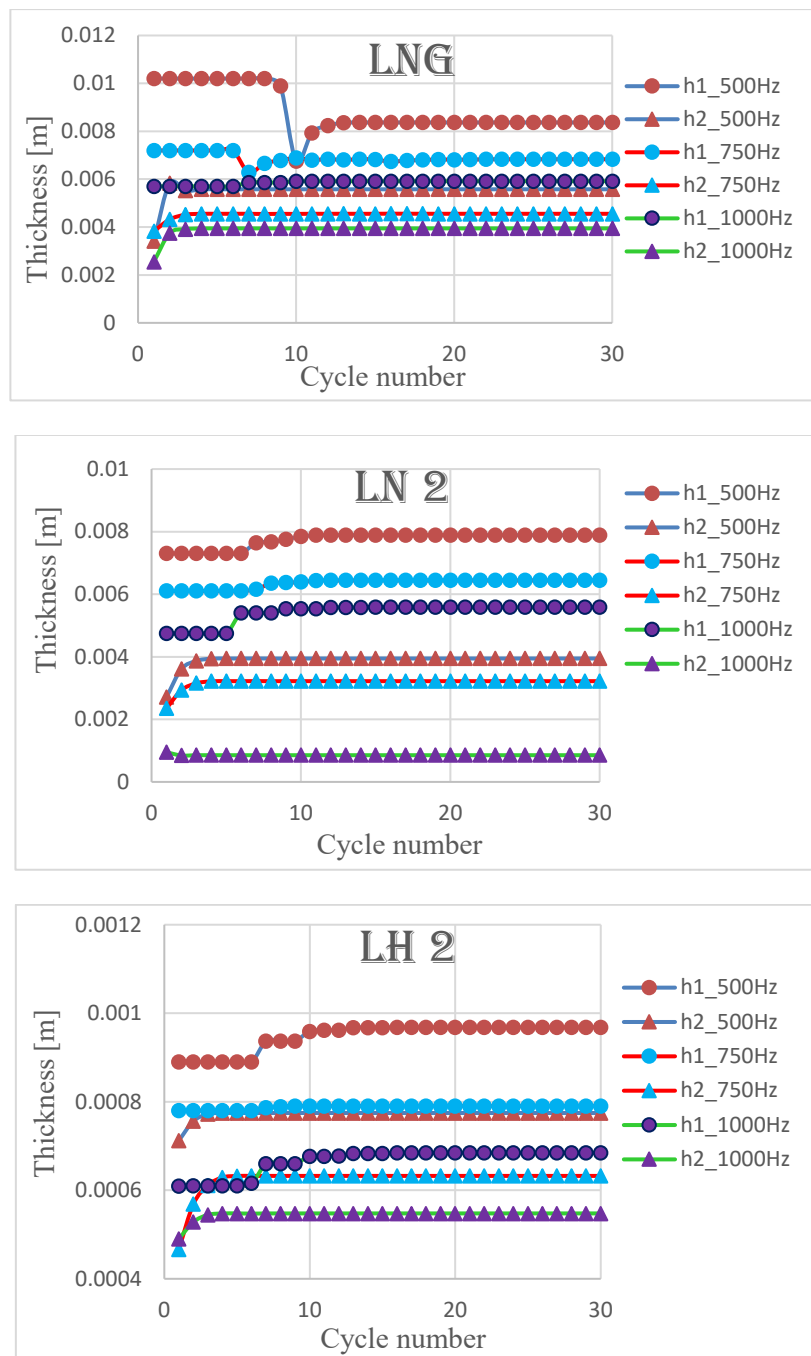 LNG
0.012
0.01
0.008
0.006
0.004
0.002
0
Thickness [m]
0 10 20 30
Cycle number
h1_500Hz
h2_500Hz
h1_750Hz
h2_750Hz
h1_1000Hz
h2_1000Hz
LN 2
0.01
0.008
0.006
0.004
0.002
0
Thickness [m]
0 10 20 30
Cycle number
h1_500Hz
h2_500Hz
h1_750Hz
h2_750Hz
h1_1000Hz
h2_1000Hz
LH 2
0.0012
0.001
0.0008
0.0006
0.0004
Thickness [m]
0 10 20 30
Cycle number
h1_500Hz
h2_500Hz
h1_750Hz
h2_750Hz
h1_1000Hz
h2_1000Hz